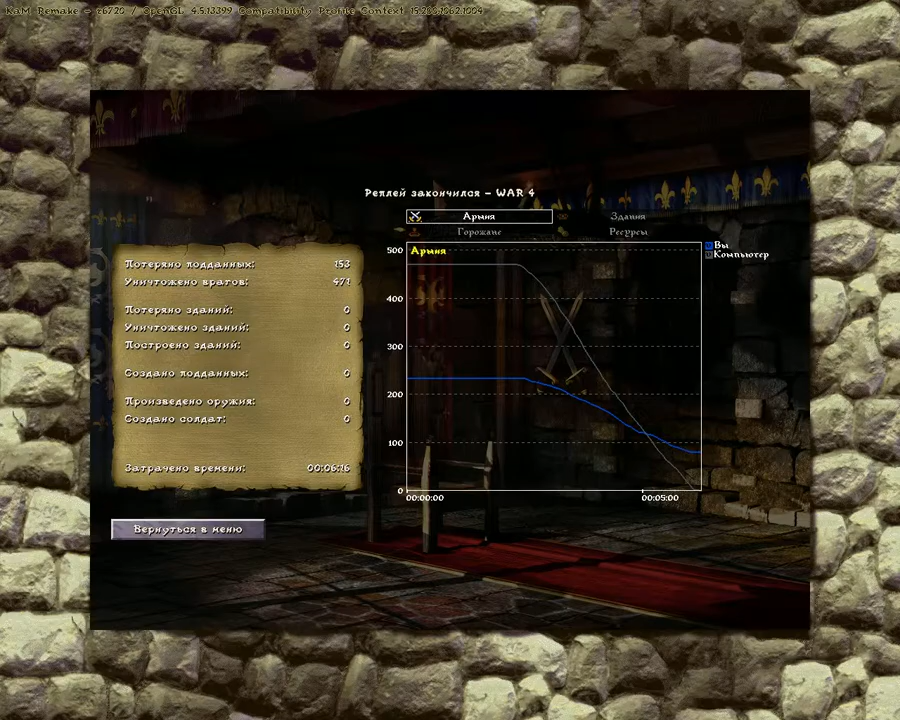 KaM Remake - r6720 / OpenGL 4.5.13399 Compatibility Profile Context 15.200.1062.1004
Реплей закончился - WAR 4
Армия
Здания
Горожане
Ресурсы
Потеряно подданных: 153
Уничтожено врагов: 471
Потеряно зданий: 0
Уничтожено зданий: 0
Построено зданий: 0
Создано подданных: 0
Произведено оружия: 0
Создано солдат: 0
Затрачено времени: 00:06:16
Вернуться в меню
Армия
500
400
300
200
100
0
00:00:00
00:05:00
Вы
Компьютер